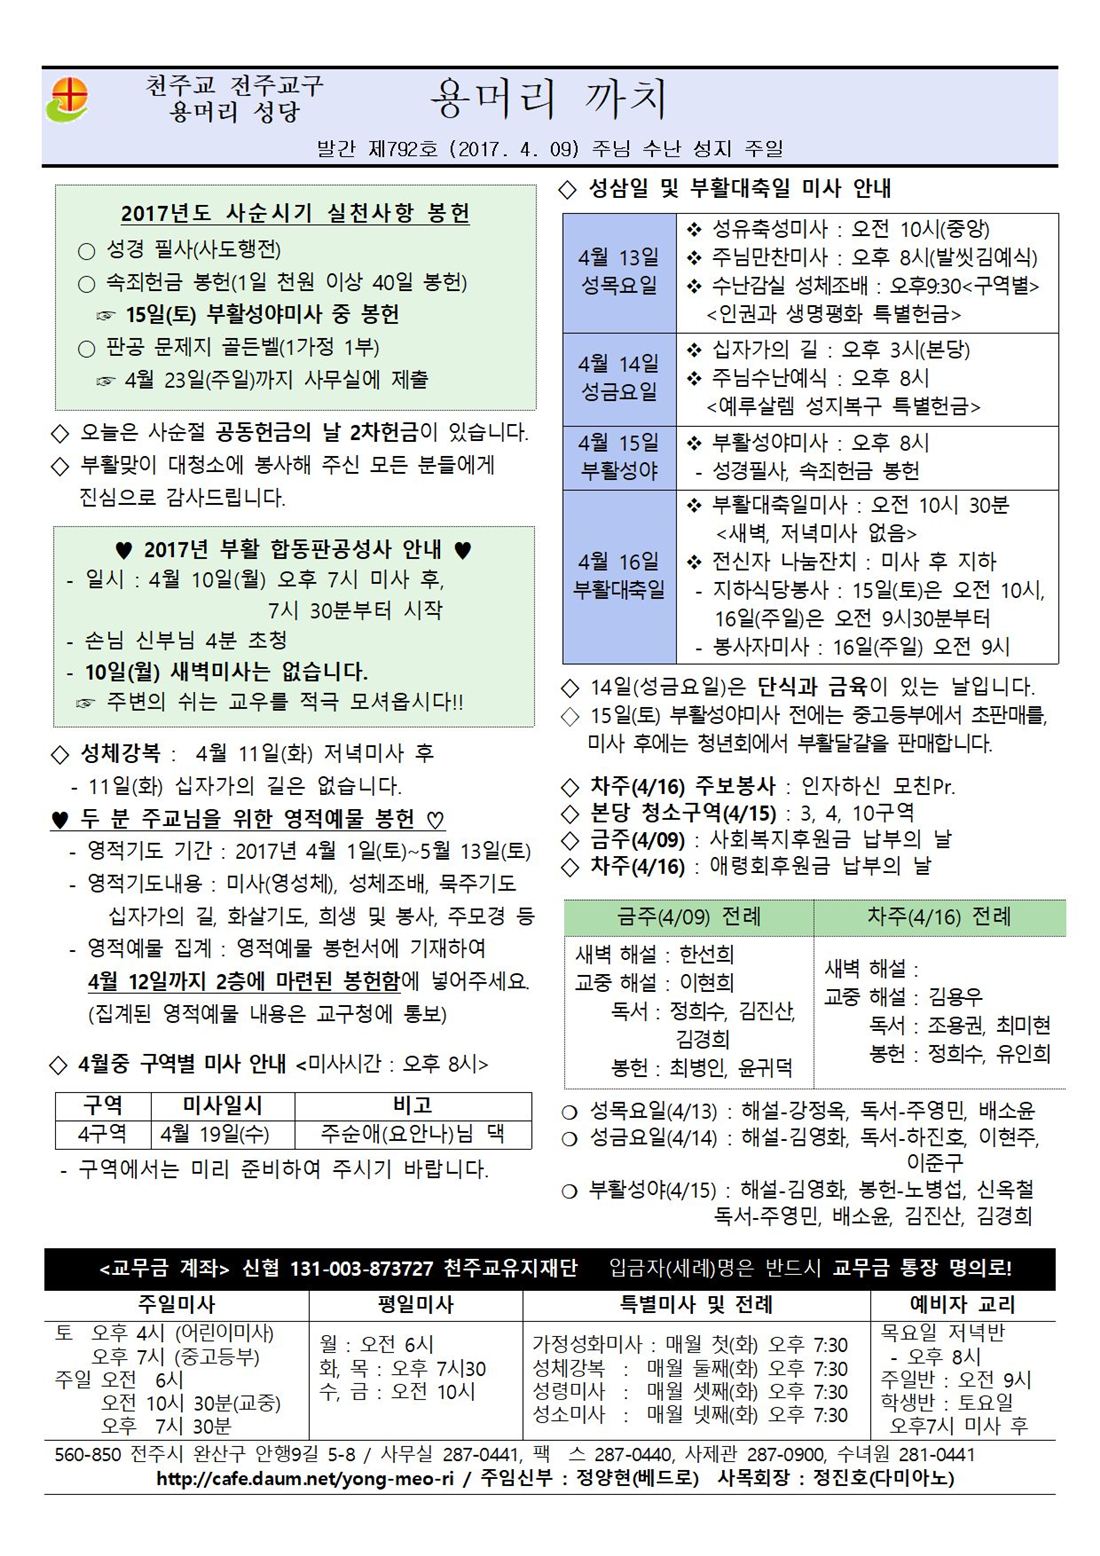 천주교 전주교구
용머리 성당
용머리 까치
발간 제792호 (2017. 4. 09) 주님 수난 성지 주일
2017년도 사순시기 실천사항 봉헌
○ 성경 필사(사도행전)
○ 속죄헌금 봉헌(1일 천원 이상 40일 봉헌)
☞ 15일(토) 부활성야미사 중 봉헌
○ 판공 문제지 골든벨(1가정 1부)
☞ 4월 23일(주일)까지 사무실에 제출
◇ 오늘은 사순절 공동헌금의 날 2차헌금이 있습니다.
◇ 부활맞이 대청소에 봉사해 주신 모든 분들에게
진심으로 감사드립니다.
♥ 2017년 부활 합동판공성사 안내 ♥
- 일시 : 4월 10일(월) 오후 7시 미사 후,
7시 30분부터 시작
- 손님 신부님 4분 초청
- 10일(월) 새벽미사는 없습니다.
☞ 주변의 쉬는 교우를 적극 모셔옵시다!!
◇ 성체강복 : 4월 11일(화) 저녁미사 후
- 11일(화) 십자가의 길은 없습니다.
♥ 두 분 주교님을 위한 영적예물 봉헌 ♡
- 영적기도 기간 : 2017년 4월 1일(토)~5월 13일(토)
- 영적기도내용 : 미사(영성체), 성체조배, 묵주기도
십자가의 길, 화살기도, 희생 및 봉사, 주모경 등
- 영적예물 집계 : 영적예물 봉헌서에 기재하여
4월 12일까지 2층에 마련된 봉헌함에 넣어주세요.
(집계된 영적예물 내용은 교구청에 통보)
◇ 4월중 구역별 미사 안내 <미사시간 : 오후 8시>
구역 미사일시 비고
4구역 4월 19일(수) 주순애(요안나)님 댁
- 구역에서는 미리 준비하여 주시기 바랍니다.
◇ 성삼일 및 부활대축일 미사 안내
4월 13일
성목요일
❖ 성유축성미사 : 오전 10시(중앙)
❖ 주님만찬미사 : 오후 8시(발씻김예식)
❖ 수난감실 성체조배 : 오후9:30<구역별>
<인권과 생명평화 특별헌금>
4월 14일
성금요일
❖ 십자가의 길 : 오후 3시(본당)
❖ 주님수난예식 : 오후 8시
<예루살렘 성지복구 특별헌금>
4월 15일
부활성야
❖ 부활성야미사 : 오후 8시
- 성경필사, 속죄헌금 봉헌
4월 16일
부활대축일
❖ 부활대축일미사 : 오전 10시 30분
<새벽, 저녁미사 없음>
❖ 전신자 나눔잔치 : 미사 후 지하
- 지하식당봉사 : 15일(토)은 오전 10시,
16일(주일)은 오전 9시30분부터
- 봉사자미사 : 16일(주일) 오전 9시
◇ 14일(성금요일)은 단식과 금육이 있는 날입니다.
◇ 15일(토) 부활성야미사 전에는 중고등부에서 초판매를,
미사 후에는 청년회에서 부활달걀을 판매합니다.
◇ 차주(4/16) 주보봉사 : 인자하신 모친Pr.
◇ 본당 청소구역(4/15) : 3, 4, 10구역
◇ 금주(4/09) : 사회복지후원금 납부의 날
◇ 차주(4/16) : 애령회후원금 납부의 날
금주(4/09) 전례 차주(4/16) 전례
새벽 해설 : 한선희
교중 해설 : 이현희
독서 : 정희수, 김진산,
김경희
봉헌 : 최병인, 윤귀덕
새벽 해설 :
교중 해설 : 김용우
독서 : 조용권, 최미현
봉헌 : 정희수, 유인희
❍ 성목요일(4/13) : 해설-강정옥, 독서-주영민, 배소윤
❍ 성금요일(4/14) : 해설-김영화, 독서-하진호, 이현주,
이준구
❍ 부활성야(4/15) : 해설-김영화, 봉헌-노병섭, 신옥철
독서-주영민, 배소윤, 김진산, 김경희
<교무금 계좌> 신협 131-003-873727 천주교유지재단 입금자(세례)명은 반드시 교무금 통장 명의로!
주일미사 평일미사 특별미사 및 전례 예비자 교리
토 오후 4시 (어린이미사)
오후 7시 (중고등부)
주일 오전 6시
오전 10시 30분(교중)
오후 7시 30분
월 : 오전 6시
화, 목 : 오후 7시30
수, 금 : 오전 10시
가정성화미사 : 매월 첫(화) 오후 7:30
성체강복 : 매월 둘째(화) 오후 7:30
성령미사 : 매월 셋째(화) 오후 7:30
성소미사 : 매월 넷째(화) 오후 7:30
목요일 저녁반
- 오후 8시
주일반 : 오전 9시
학생반 : 토요일
오후7시 미사 후
560-850 전주시 완산구 안행9길 5-8 / 사무실 287-0441, 팩 스 287-0440, 사제관 287-0900, 수녀원 281-0441
http://cafe.daum.net/yong-meo-ri / 주임신부 : 정양현(베드로) 사목회장 : 정진호(다미아노)